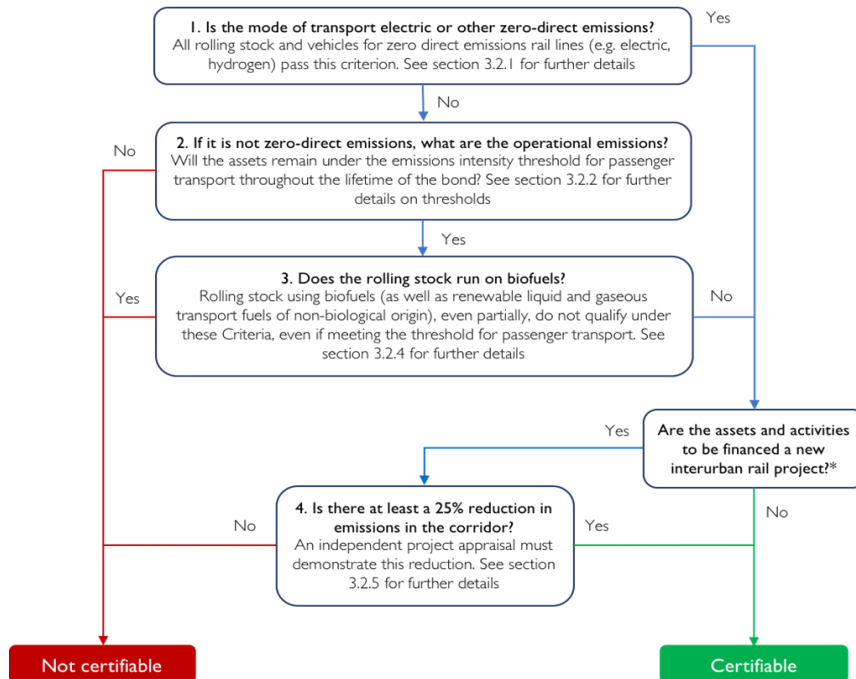 1. Is the mode of transport electric or other zero-direct emissions?
All rolling stock and vehicles for zero direct emissions rail lines (e.g. electric,
hydrogen) pass this criterion. See section 3.2.1 for further details
Yes
No
2. If it is not zero-direct emissions, what are the operational emissions?
Will the assets remain under the emissions intensity threshold for passenger
transport throughout the lifetime of the bond? See section 3.2.2 for further
details on thresholds
No
Yes
3. Does the rolling stock run on biofuels?
Rolling stock using biofuels (as well as renewable liquid and gaseous
transport fuels of non-biological origin), even partially, do not qualify under
these Criteria, even if meeting the threshold for passenger transport. See
section 3.2.4 for further details
Yes
No
Are the assets and activities
to be financed a new
interurban rail project?*
Yes
No
4. Is there at least a 25% reduction in
emissions in the corridor?
An independent project appraisal must
demonstrate this reduction. See section
3.2.5 for further details
No
Yes
Not certifiable
Certifiable